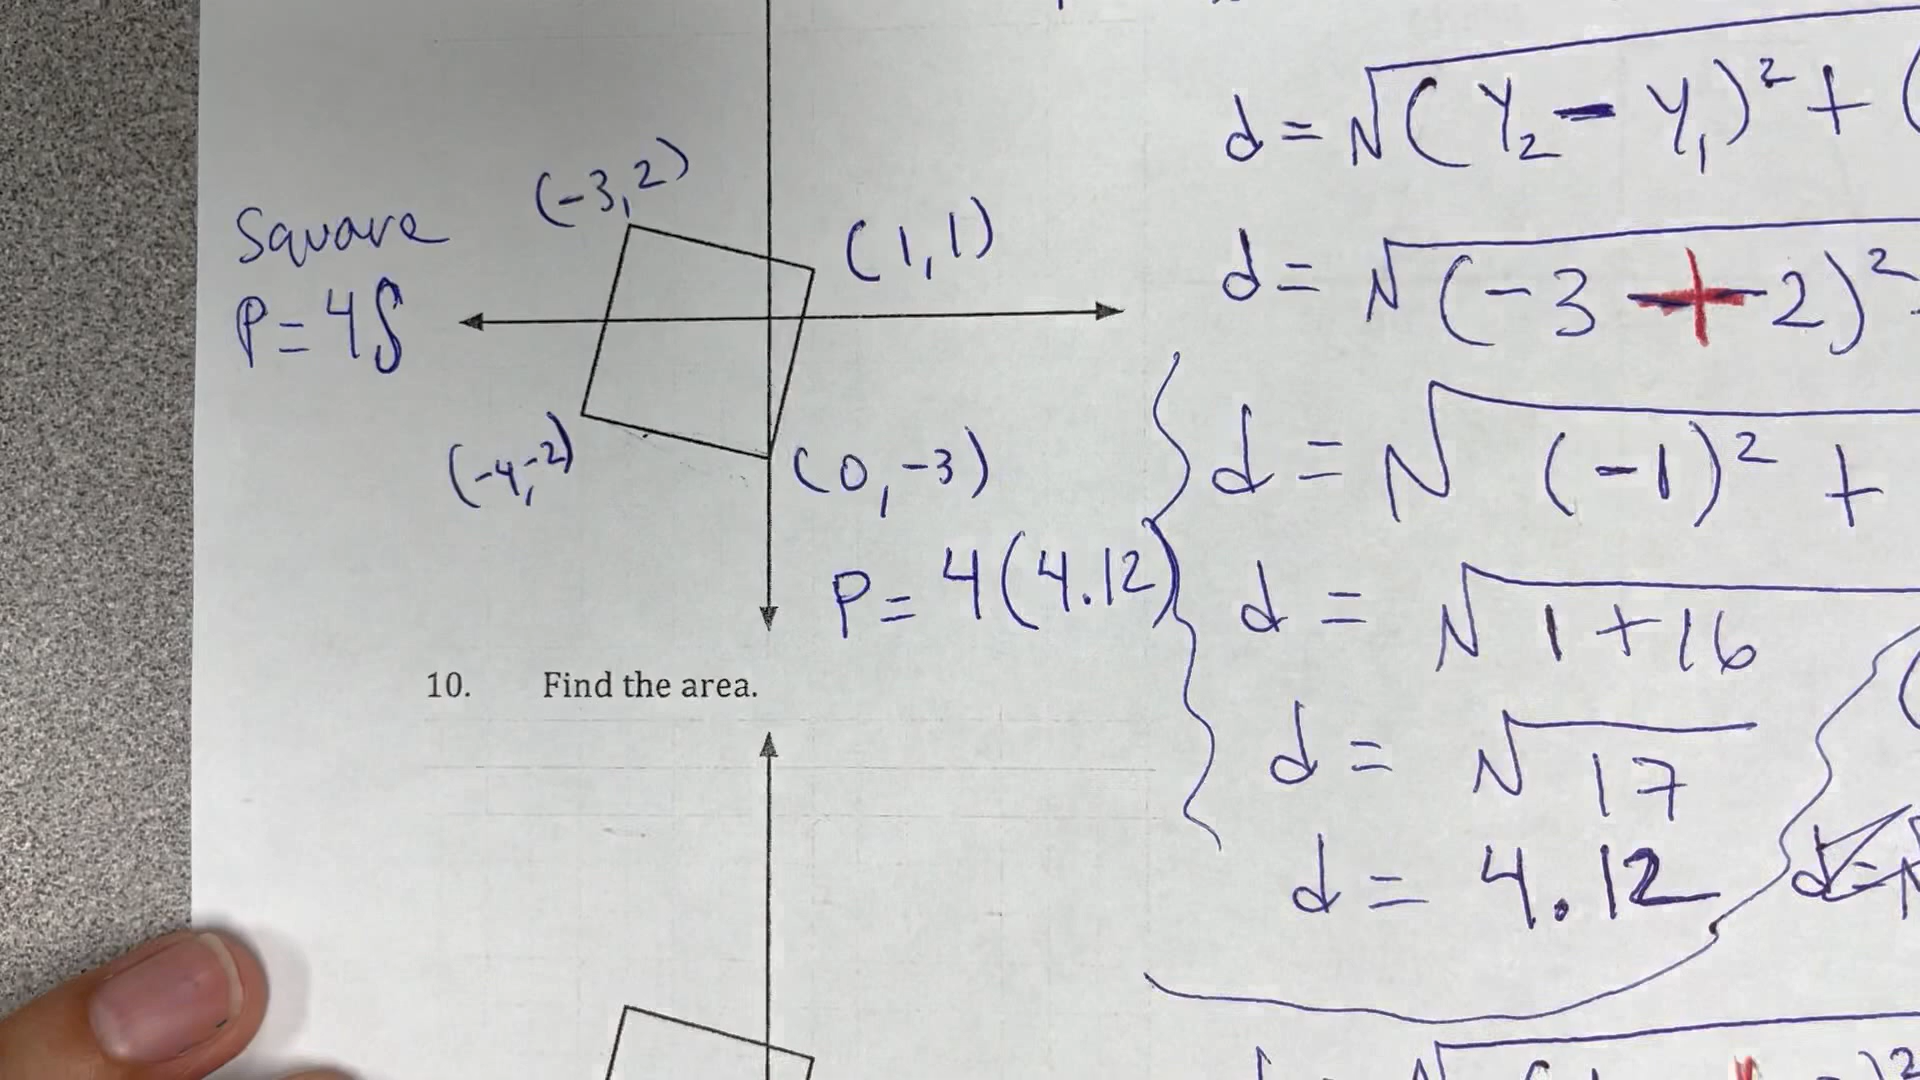 d = √(Y₂ - Y₁)² + (
(-3,2)
Square
(1,1)
P = 4S
d = √(-3 + 2)²
(-4,-2)
(0,-3)
d = √(-1)² +
P = 4(4.12)
d = √1+16
10. Find the area.
d = √17
d = 4.12
d =